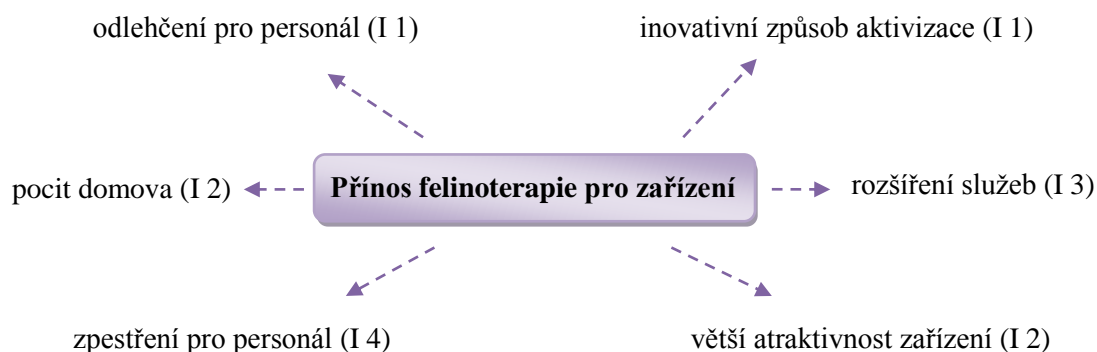 odlehčení pro personál (I 1)
inovativní způsob aktivizace (I 1)
pocit domova (I 2)
Přínos felinoterapie pro zařízení
rozšíření služeb (I 3)
zpestření pro personál (I 4)
větší atraktivnost zařízení (I 2)